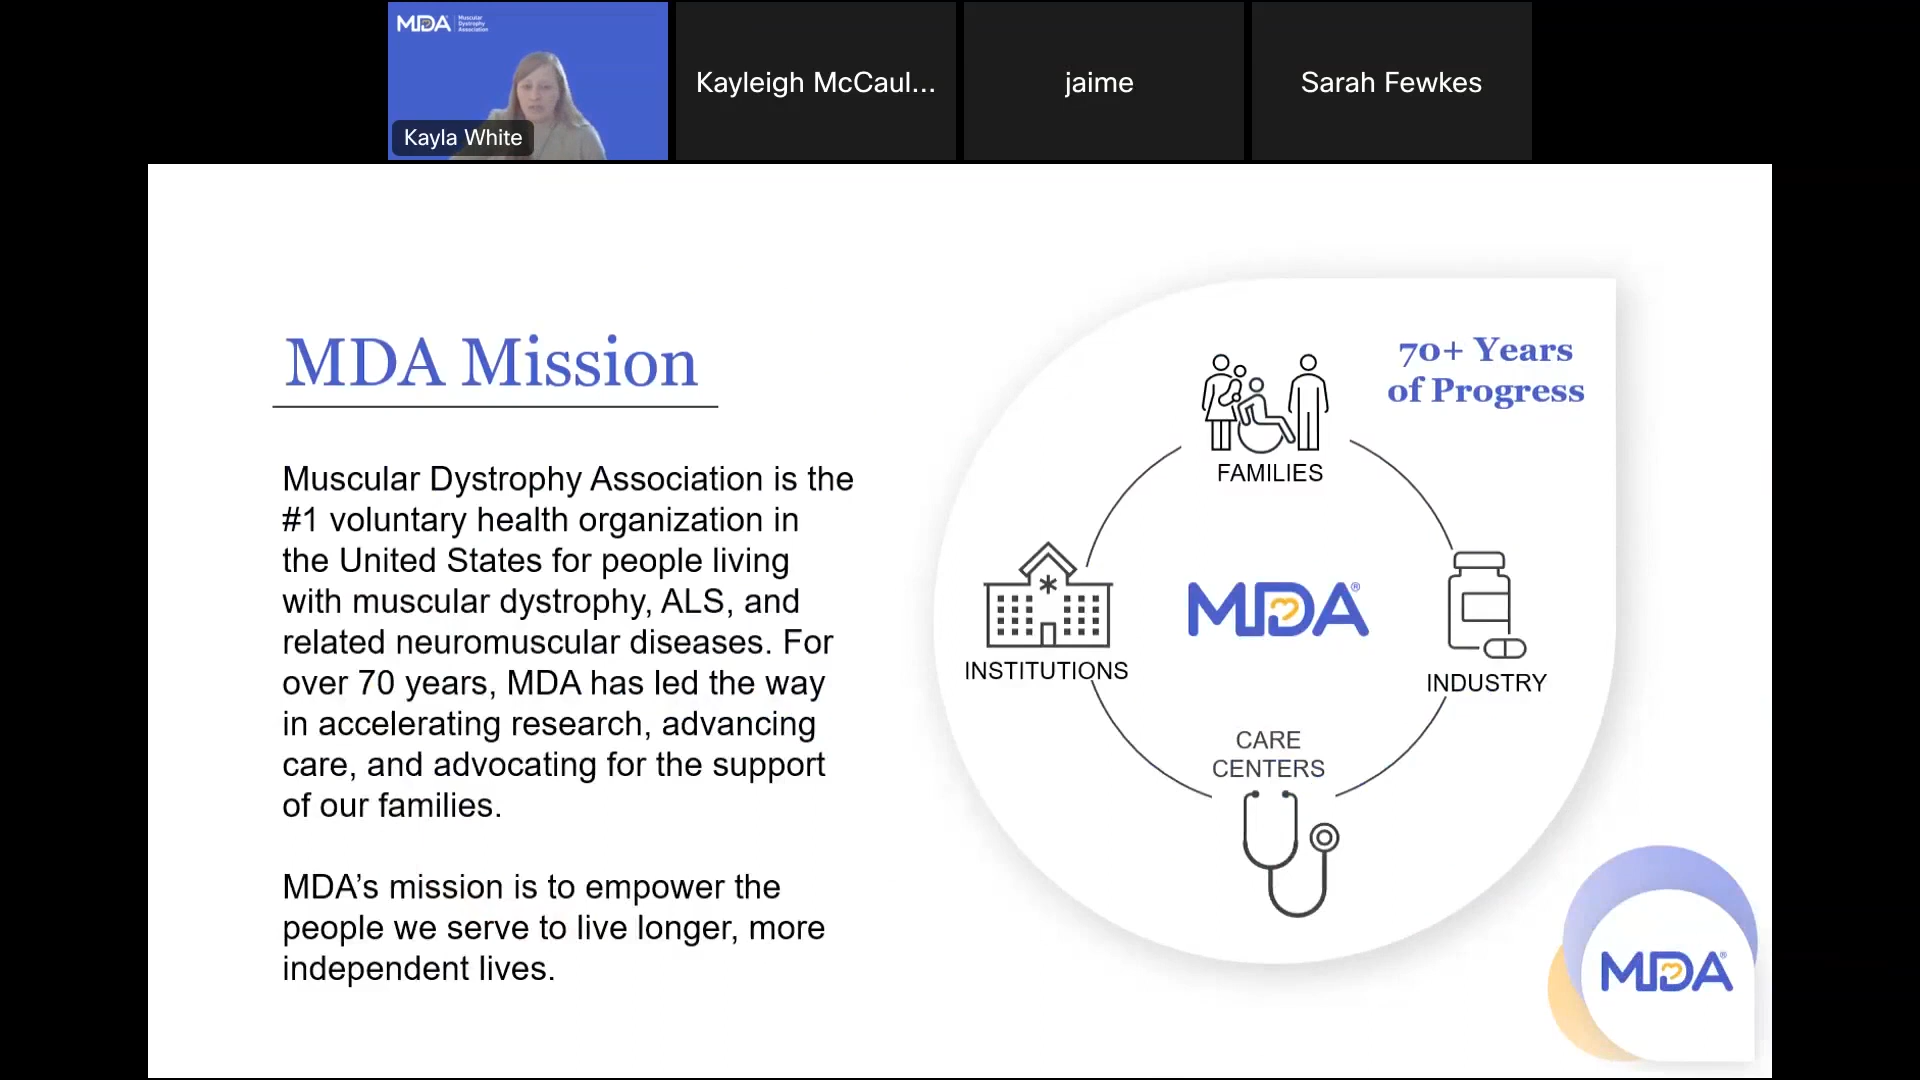 MDA Muscular
Dystrophy
Association
Kayla White
Kayleigh McCaul...
jaime
Sarah Fewkes
MDA Mission
Muscular Dystrophy Association is the
#1 voluntary health organization in
the United States for people living
with muscular dystrophy, ALS, and
related neuromuscular diseases. For
over 70 years, MDA has led the way
in accelerating research, advancing
care, and advocating for the support
of our families.
MDA’s mission is to empower the
people we serve to live longer, more
independent lives.
70+ Years
of Progress
FAMILIES
INSTITUTIONS
MDA®
INDUSTRY
CARE
CENTERS
MDA®